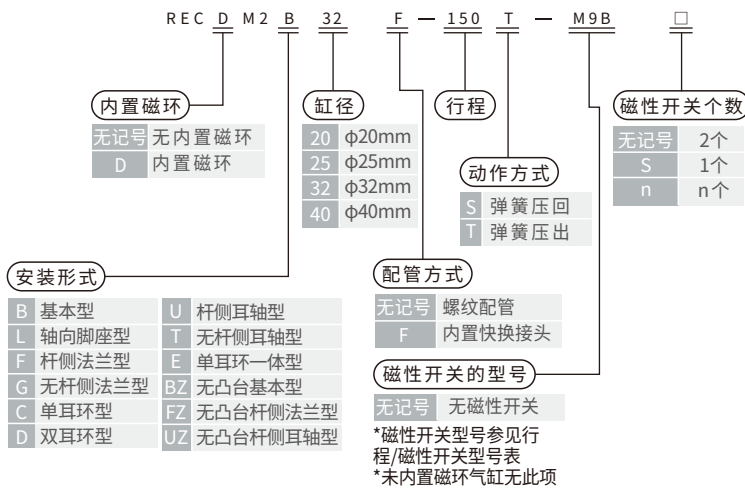 REC D M2 B 32 F — 150 T — M9B □
内置磁环
无记号 无内置磁环
D 内置磁环
缸径
20 φ20mm
25 φ25mm
32 φ32mm
40 φ40mm
行程
动作方式
S 弹簧压回
T 弹簧压出
磁性开关个数
无记号 2个
S 1个
n n个
安装形式
B 基本型
L 轴向脚座型
F 杆侧法兰型
G 无杆侧法兰型
C 单耳环型
D 双耳环型
U 杆侧耳轴型
T 无杆侧耳轴型
E 单耳环一体型
BZ 无凸台基本型
FZ 无凸台杆侧法兰型
UZ 无凸台杆侧耳轴型
配管方式
无记号 螺纹配管
F 内置快换接头
磁性开关的型号
无记号 无磁性开关
*磁性开关型号参见行
程/磁性开关型号表
*未内置磁环气缸无此项